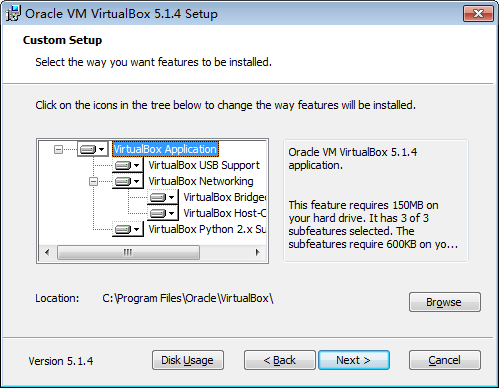 Oracle VM VirtualBox 5.1.4 Setup
Custom Setup
Select the way you want features to be installed.
Click on the icons in the tree below to change the way features will be installed.
VirtualBox Application
VirtualBox USB Support
VirtualBox Networking
VirtualBox Bridged
VirtualBox Host-O
VirtualBox Python 2.x Su
Oracle VM VirtualBox 5.1.4
application.
This feature requires 150MB on
your hard drive. It has 3 of 3
subfeatures selected. The
subfeatures require 600KB on yo...
Location: C:\Program Files\Oracle\VirtualBox\
Browse
Version 5.1.4
Disk Usage
< Back
Next >
Cancel